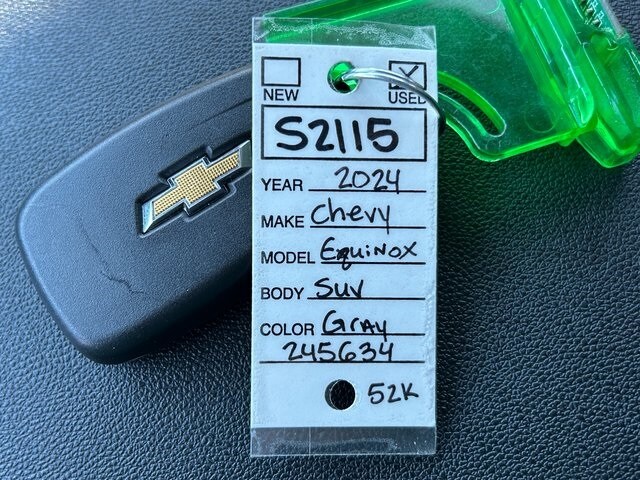 NEW USED
S2115
YEAR 2024
MAKE Chevy
MODEL EquiNox
BODY SUV
COLOR Gray
245634
52K